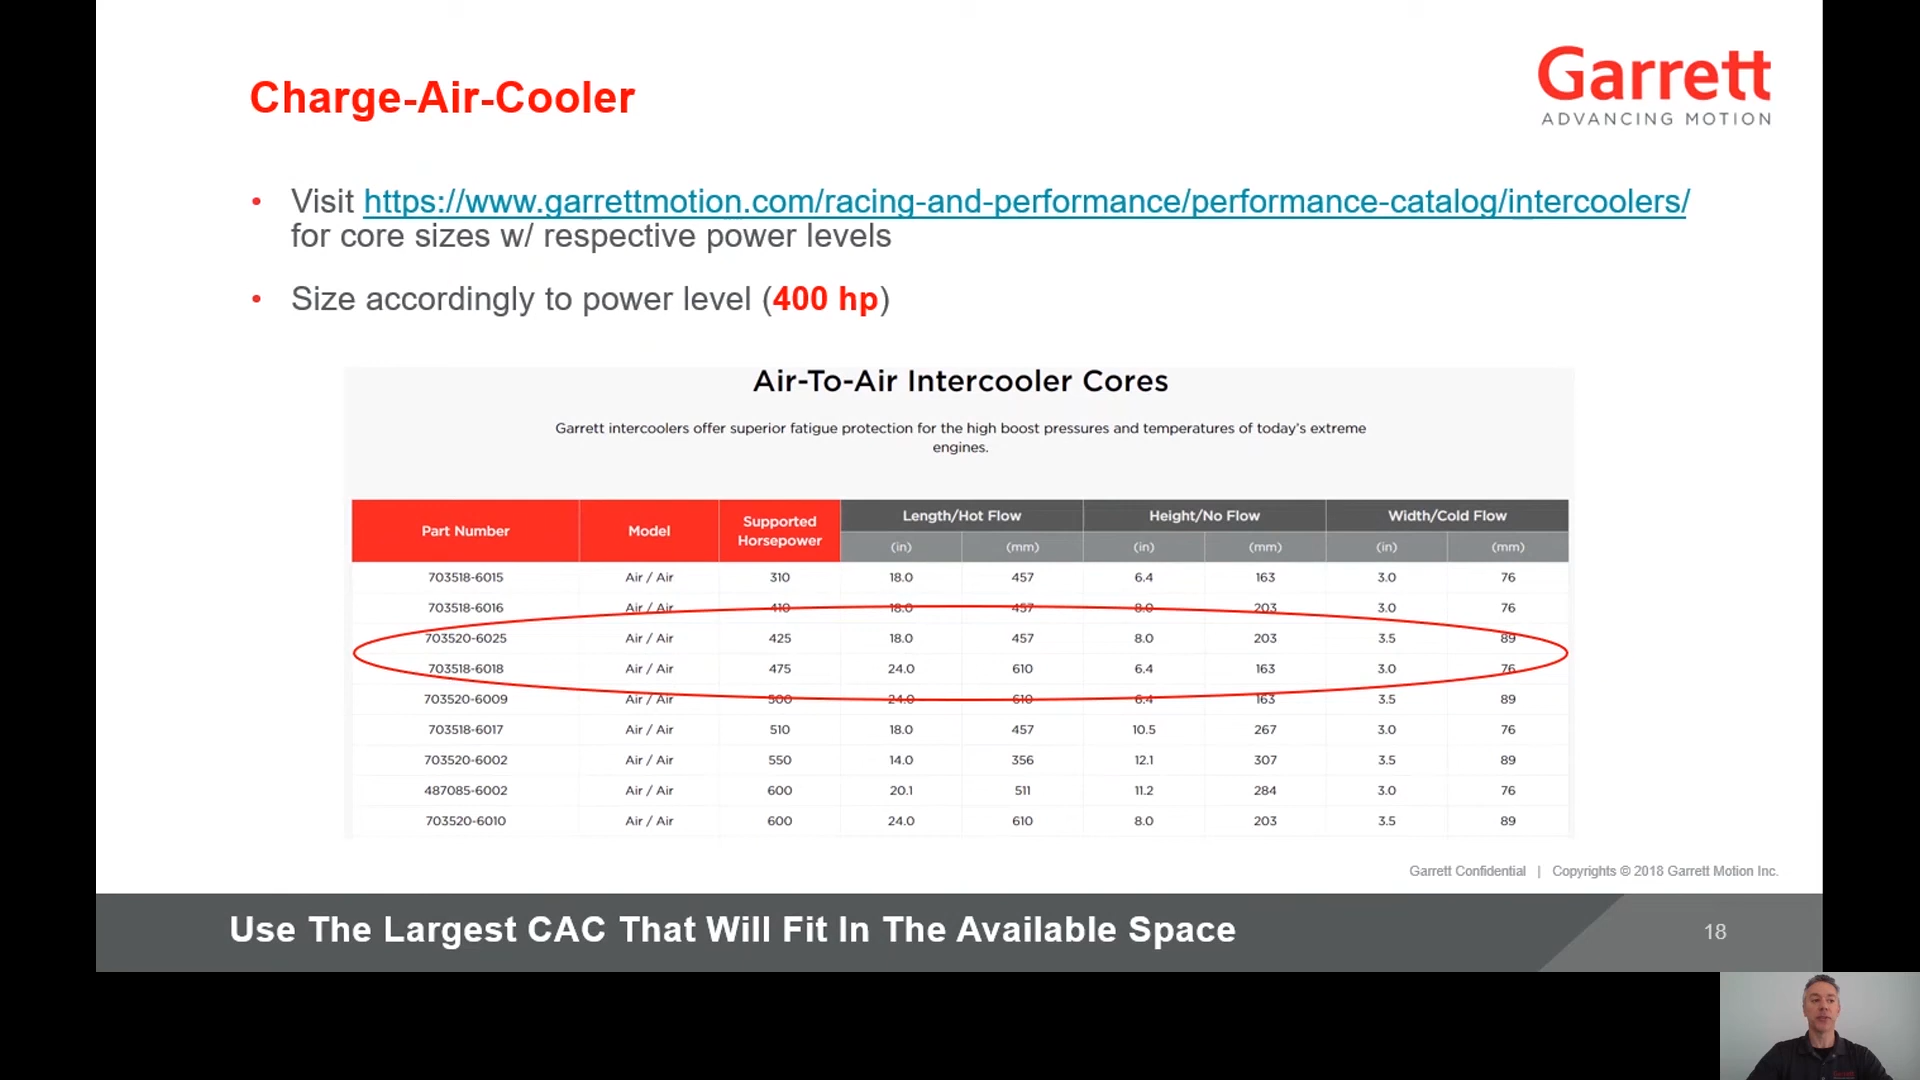 Charge-Air-Cooler
Garrett
ADVANCING MOTION
• Visit https://www.garrettmotion.com/racing-and-performance/performance-catalog/intercoolers/
for core sizes w/ respective power levels
• Size accordingly to power level (400 hp)
Air-To-Air Intercooler Cores
Garrett intercoolers offer superior fatigue protection for the high boost pressures and temperatures of today's extreme
engines.
Part Number Model Supported Horsepower Length/Hot Flow Height/No Flow Width/Cold Flow
(in) (mm) (in) (mm) (in) (mm)
703518-6015 Air / Air 310 18.0 457 6.4 163 3.0 76
703518-6016 Air / Air 410 18.0 457 8.0 203 3.0 76
703520-6025 Air / Air 425 18.0 457 8.0 203 3.5 89
703518-6018 Air / Air 475 24.0 610 6.4 163 3.0 76
703520-6009 Air / Air 500 24.0 610 6.4 163 3.5 89
703518-6017 Air / Air 510 18.0 457 10.5 267 3.0 76
703520-6002 Air / Air 550 14.0 356 12.1 307 3.5 89
487085-6002 Air / Air 600 20.1 511 11.2 284 3.0 76
703520-6010 Air / Air 600 24.0 610 8.0 203 3.5 89
Garrett Confidential | Copyrights © 2018 Garrett Motion Inc.
Use The Largest CAC That Will Fit In The Available Space
18